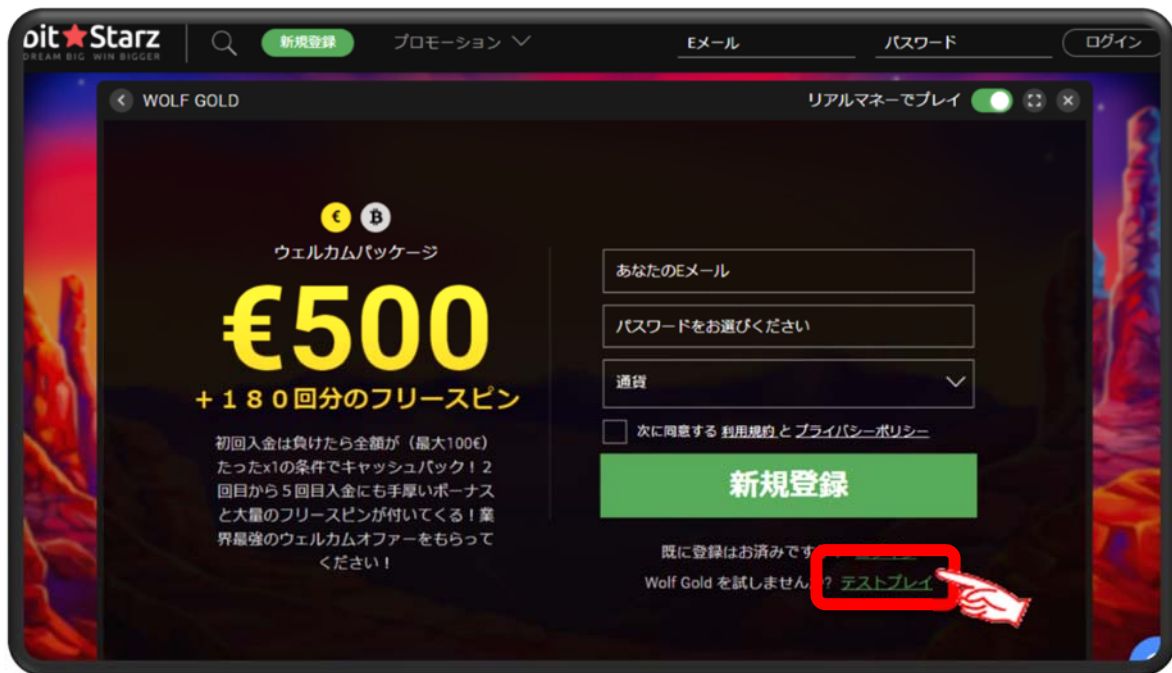 bit Starz
DREAM BIG WIN BIGGER
新規登録
プロモーション
Eメール
パスワード
ログイン
WOLF GOLD
リアルマネーでプレイ
ウェルカムパッケージ
€500
+180回分のフリースピン
初回入金は負けたら全額が(最大100€)
たったx1の条件でキャッシュバック!2
回目から5回目入金にも手厚いボーナス
と大量のフリースピンが付いてくる!業
界最強のウェルカムオファーをもらって
ください!
あなたのEメール
パスワードをお選びください
通貨
次に同意する 利用規約 と プライバシーポリシー
新規登録
既に登録はお済みです
Wolf Gold を試しません ? テストプレイ